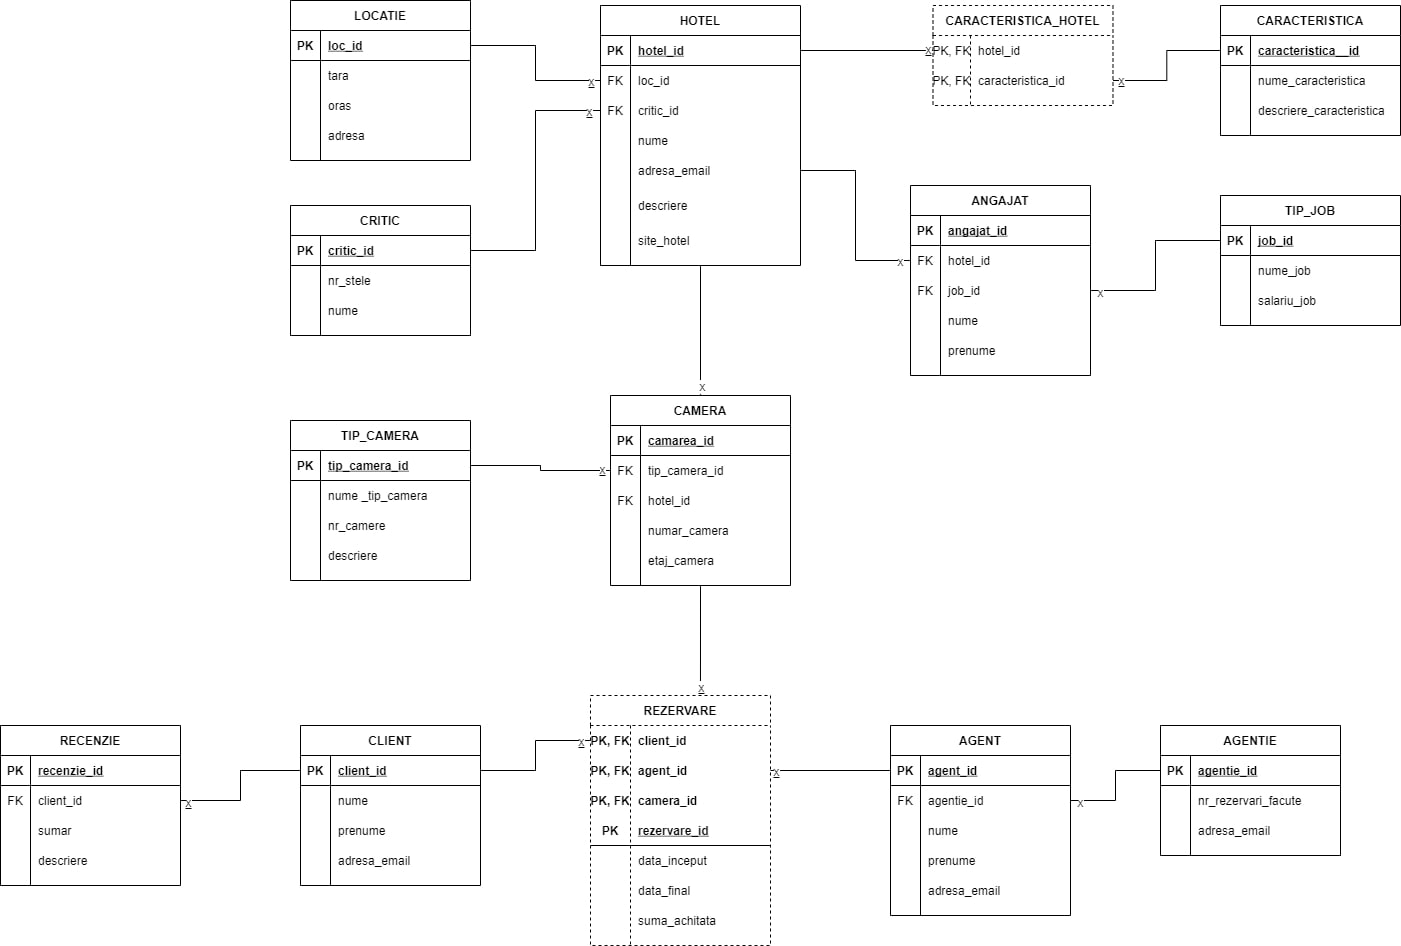 LOCATIE
PK loc_id
tara
oras
adresa
HOTEL
PK hotel_id
FK loc_id
FK critic_id
nume
adresa_email
descriere
site_hotel
CARACTERISTICA_HOTEL
PK, FK hotel_id
PK, FK caracteristica_id
CARACTERISTICA
PK caracteristica__id
nume_caracteristica
descriere_caracteristica
x
x
x
x
CRITIC
PK critic_id
nr_stele
nume
ANGAJAT
PK angajat_id
FK hotel_id
FK job_id
nume
prenume
TIP_JOB
PK job_id
nume_job
salariu_job
x
x
x
TIP_CAMERA
PK tip_camera_id
nume _tip_camera
nr_camere
descriere
x
CAMERA
PK camarea_id
FK tip_camera_id
FK hotel_id
numar_camera
etaj_camera
x
RECENZIE
PK recenzie_id
FK client_id
sumar
descriere
x
CLIENT
PK client_id
nume
prenume
adresa_email
x
REZERVARE
PK, FK client_id
PK, FK agent_id
PK, FK camera_id
PK rezervare_id
data_inceput
data_final
suma_achitata
x
AGENT
PK agent_id
FK agentie_id
nume
prenume
adresa_email
x
AGENTIE
PK agentie_id
nr_rezervari_facute
adresa_email